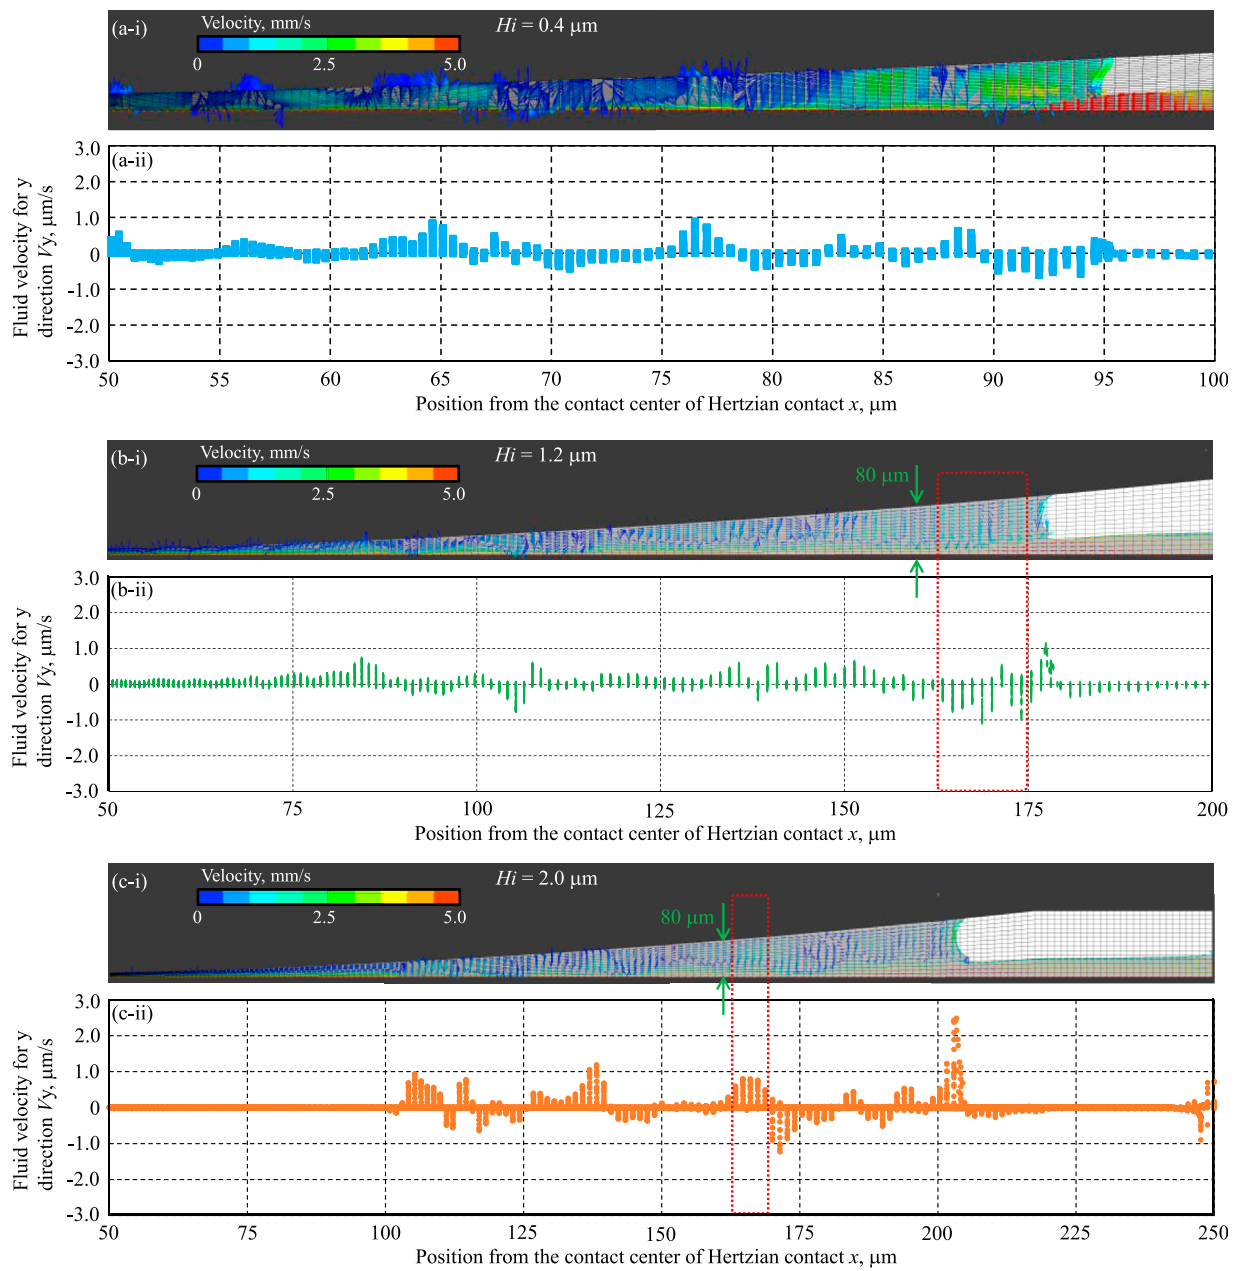 (a-i)
Velocity, mm/s
Hi = 0.4 μm
0 2.5 5.0
(a-ii)
Fluid velocity for y
direction Vy, μm/s
3.0
2.0
1.0
0
-1.0
-2.0
-3.0
50 55 60 65 70 75 80 85 90 95 100
Position from the contact center of Hertzian contact x, μm
(b-i)
Velocity, mm/s
Hi = 1.2 μm
0 2.5 5.0
80 μm
(b-ii)
Fluid velocity for y
direction Vy, μm/s
3.0
2.0
1.0
0
-1.0
-2.0
-3.0
50 75 100 125 150 175 200
Position from the contact center of Hertzian contact x, μm
(c-i)
Velocity, mm/s
Hi = 2.0 μm
0 2.5 5.0
80 μm
(c-ii)
Fluid velocity for y
direction Vy, μm/s
3.0
2.0
1.0
0
-1.0
-2.0
-3.0
50 75 100 125 150 175 200 225 250
Position from the contact center of Hertzian contact x, μm